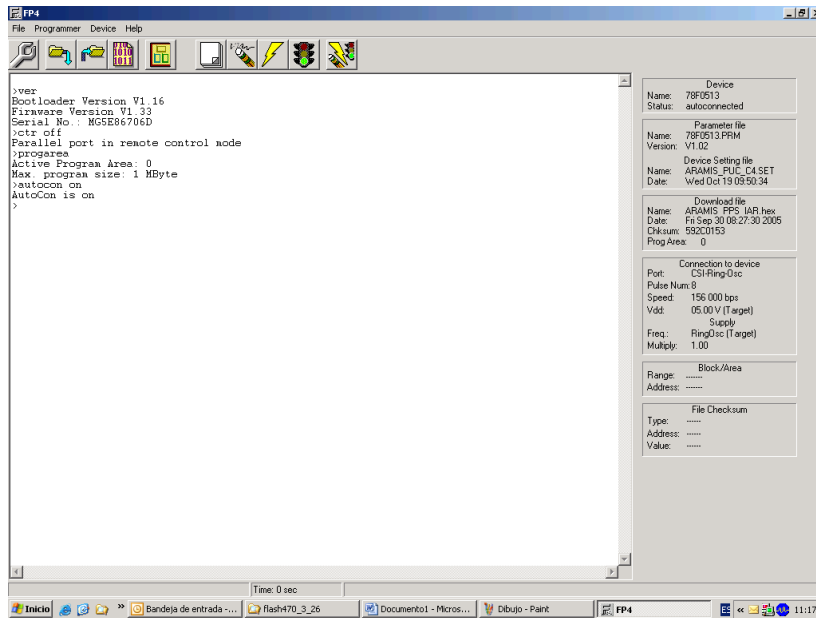 FP4
File Programmer Device Help
>ver
Bootloader Version V1.16
Firmware Version V1.33
Serial No.: MG5E86706D
>ctr off
Parallel port in remote control mode
>progarea
Active Program Area: 0
Max. program size: 1 MByte
>autocon on
AutoCon is on
>
Device
Name: 78F0513
Status: autoconnected
Parameter file
Name: 78F0513.PRM
Version: V1.02
Device Setting file
Name: ARAMIS_PUC_C4.SET
Date: Wed Oct 19 09:50:34
Download file
Name: ARAMIS_PPS_IAR.hex
Date: Fri Sep 30 08:27:30 2005
Chksum: 592C0153
Prog Area: 0
Connection to device
Port: CSI-Ring-Osc
Pulse Num: 8
Speed: 156 000 bps
Vdd: 05.00 V (Target)
Supply
Freq.: RingOsc (Target)
Multiply: 1.00
Block/Area
Range: -------
Address: ------
File Checksum
Type: ------
Address: ------
Value: ------
Time: 0 sec
Inicio » Bandeja de entrada -... flash470_3_26 Documento1 - Micros... Dibujo - Paint FP4 ES « 11:17